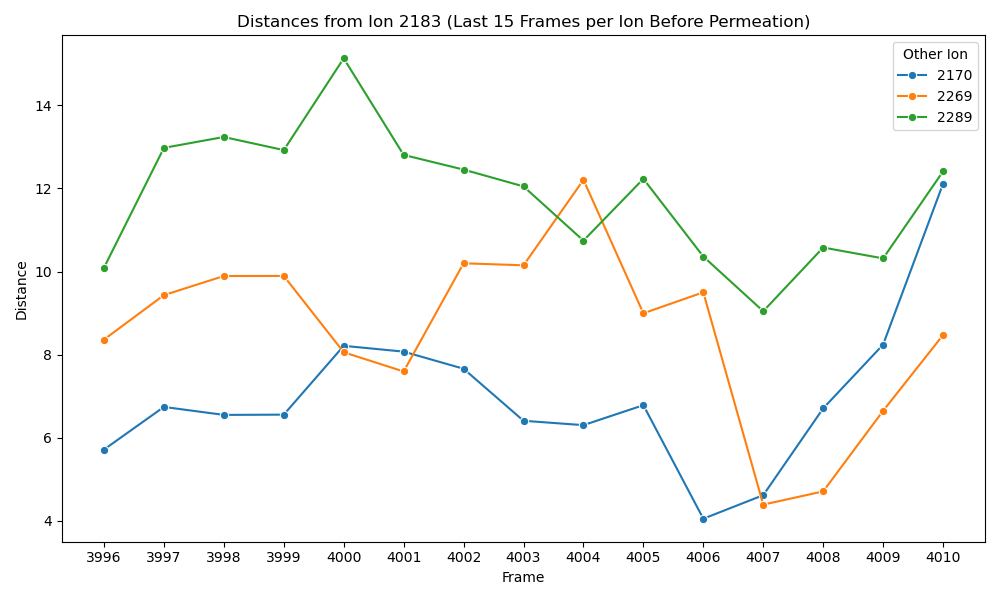 Distances from Ion 2183 (Last 15 Frames per Ion Before Permeation)
Other Ion
2170
2269
2289
Distance
14
12
10
8
6
4
3996 3997 3998 3999 4000 4001 4002 4003 4004 4005 4006 4007 4008 4009 4010
Frame